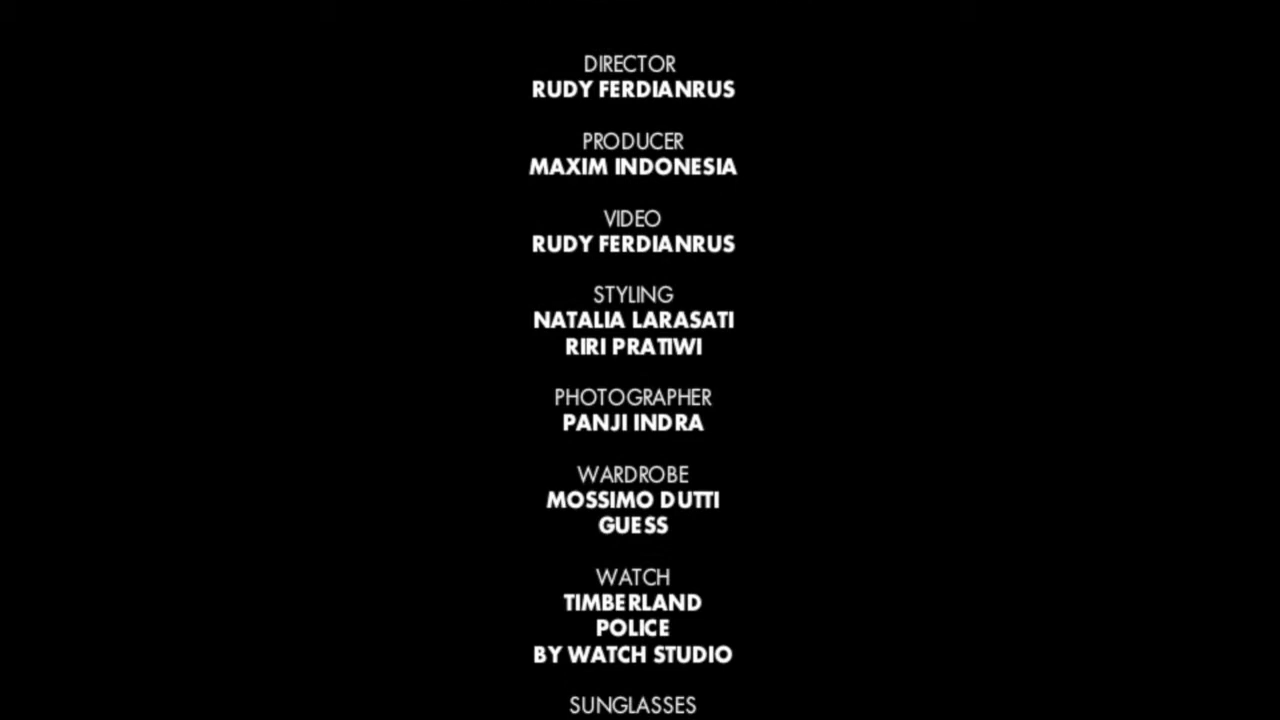 DIRECTOR
RUDY FERDIANRUS
PRODUCER
MAXIM INDONESIA
VIDEO
RUDY FERDIANRUS
STYLING
NATALIA LARASATI
RIRI PRATIWI
PHOTOGRAPHER
PANJI INDRA
WARDROBE
MOSSIMO DUTTI
GUESS
WATCH
TIMBERLAND
POLICE
BY WATCH STUDIO
SUNGLASSES